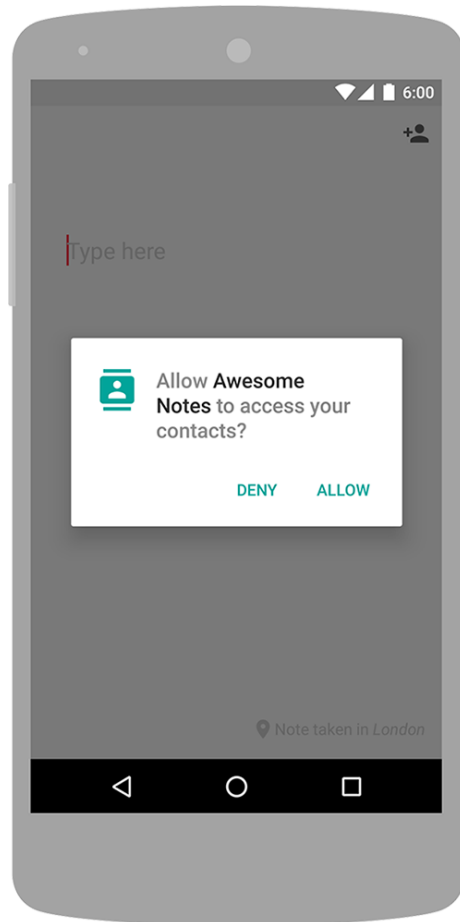 6:00
Type here
Allow Awesome
Notes to access your
contacts?
DENY ALLOW
Note taken in London